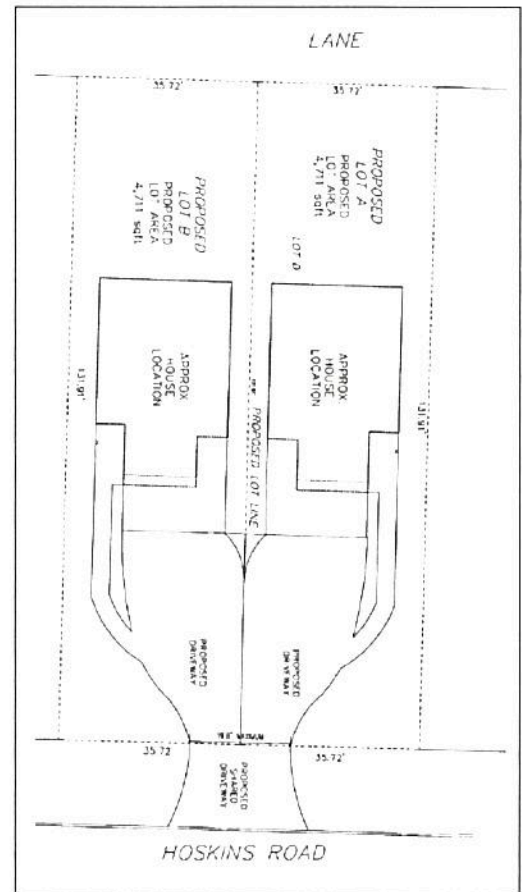 LANE
35.72'
35.72'
PROPOSED
LOT B
PROPOSED
LO' AREA
4,711 sqft
PROPOSED
LOT A
PROPOSED
LOT AREA
4,711 sqft
LOT D
APPROX.
HOUSE
LOCATION
APPROX.
HOUSE
LOCATION
131.91'
131.91'
PROPOSED LOT LINE
PROPOSED
DRIVEWAY
PROPOSED
DRIVEWAY
35.72'
35.72'
PROPOSED
SHARED
DRIVEWAY
HOSKINS ROAD